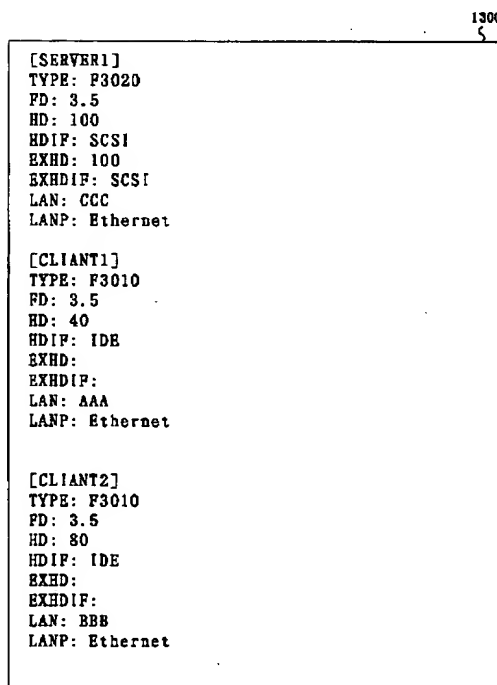 1300
[SERVER1]
TYPE: F3020
FD: 3.5
HD: 100
HDIF: SCSI
EXHD: 100
EXHDIF: SCSI
LAN: CCC
LANP: Ethernet
[CLIANT1]
TYPE: F3010
FD: 3.5
HD: 40
HDIF: IDE
EXHD:
EXHDIF:
LAN: AAA
LANP: Ethernet
[CLIANT2]
TYPE: F3010
FD: 3.5
HD: 80
HDIF: IDE
EXHD:
EXHDIF:
LAN: BBB
LANP: Ethernet